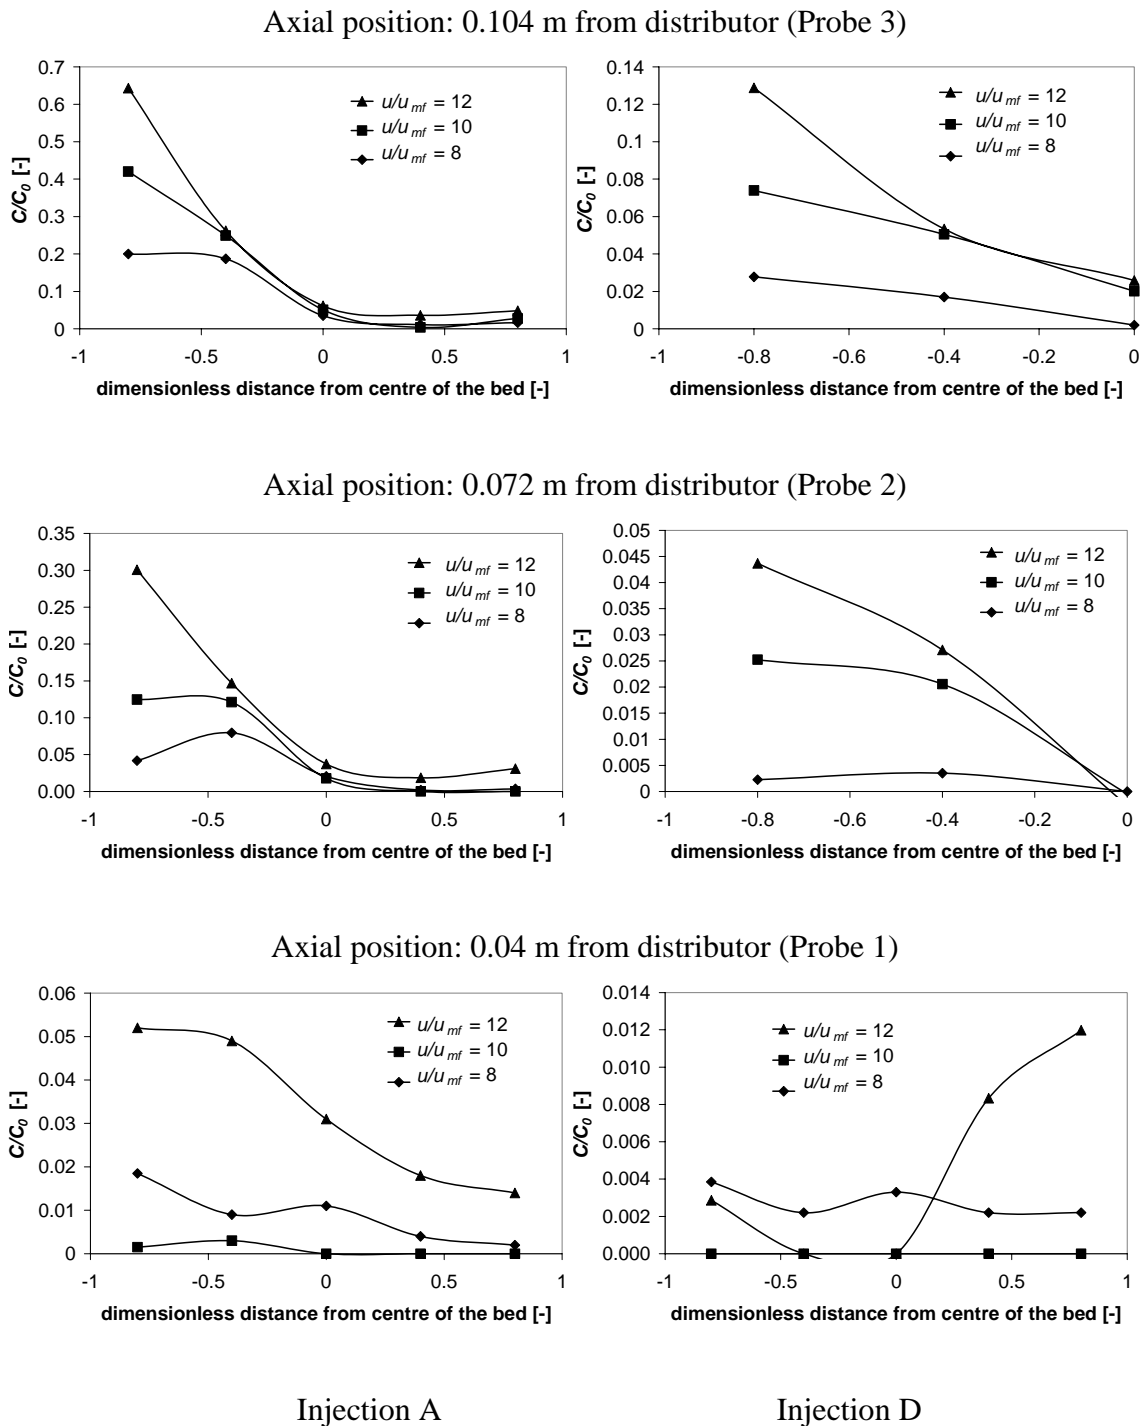 Axial position: 0.104 m from distributor (Probe 3)
0.7
0.6
0.5
0.4
0.3
0.2
0.1
0
C/C0 [-]
u/umf = 12
u/umf = 10
u/umf = 8
-1 -0.5 0 0.5 1
dimensionless distance from centre of the bed [-]
0.14
0.12
0.1
0.08
0.06
0.04
0.02
0
C/C0 [-]
u/umf = 12
u/umf = 10
u/umf = 8
-1 -0.8 -0.6 -0.4 -0.2 0
dimensionless distance from centre of the bed [-]
Axial position: 0.072 m from distributor (Probe 2)
0.35
0.30
0.25
0.20
0.15
0.10
0.05
0.00
C/C0 [-]
u/umf = 12
u/umf = 10
u/umf = 8
-1 -0.5 0 0.5 1
dimensionless distance from centre of the bed [-]
0.05
0.045
0.04
0.035
0.03
0.025
0.02
0.015
0.01
0.005
0
C/C0 [-]
u/umf = 12
u/umf = 10
u/umf = 8
-1 -0.8 -0.6 -0.4 -0.2 0
dimensionless distance from centre of the bed [-]
Axial position: 0.04 m from distributor (Probe 1)
0.06
0.05
0.04
0.03
0.02
0.01
0
C/C0 [-]
u/umf = 12
u/umf = 10
u/umf = 8
-1 -0.5 0 0.5 1
dimensionless distance from centre of the bed [-]
0.014
0.012
0.010
0.008
0.006
0.004
0.002
0.000
C/C0 [-]
u/umf = 12
u/umf = 10
u/umf = 8
-1 -0.5 0 0.5 1
dimensionless distance from centre of the bed [-]
Injection A
Injection D